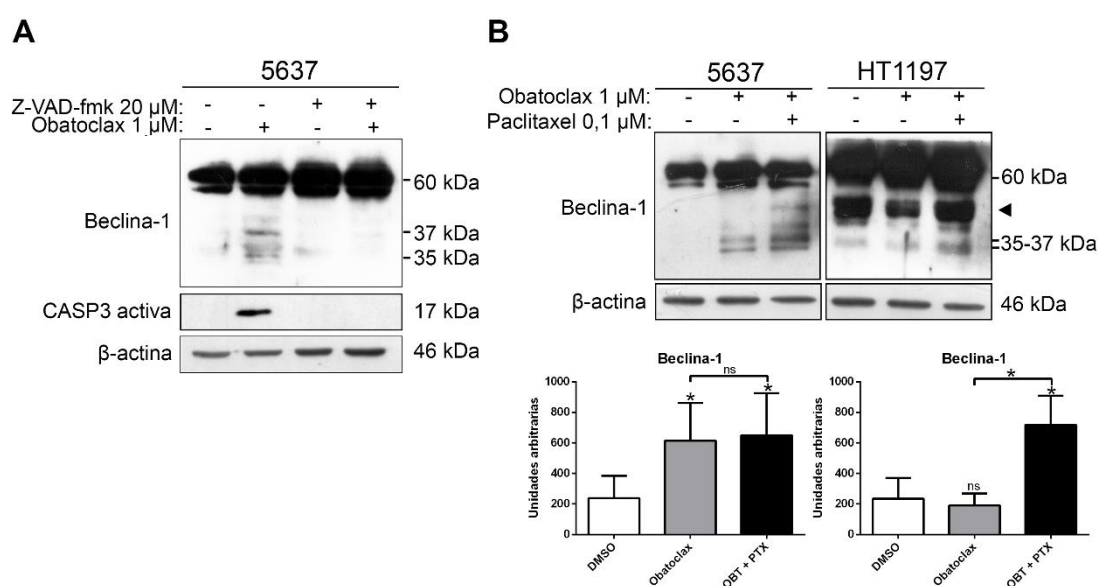 A
5637
Z-VAD-fmk 20 µM: - - + +
Obatoclax 1 µM: - + - +
Beclina-1
60 kDa
37 kDa
35 kDa
CASP3 activa
17 kDa
β-actina
46 kDa
B
5637 HT1197
Obatoclax 1 µM: - + + - + +
Paclitaxel 0,1 µM: - - + - - +
Beclina-1
60 kDa
35-37 kDa
β-actina
46 kDa
Beclina-1
Unidades arbitrarias
1000
800
600
400
200
0
* ns *
DMSO
Obatoclax
OBT + PTX
Beclina-1
Unidades arbitrarias
1000
800
600
400
200
0
ns * *
DMSO
Obatoclax
OBT + PTX